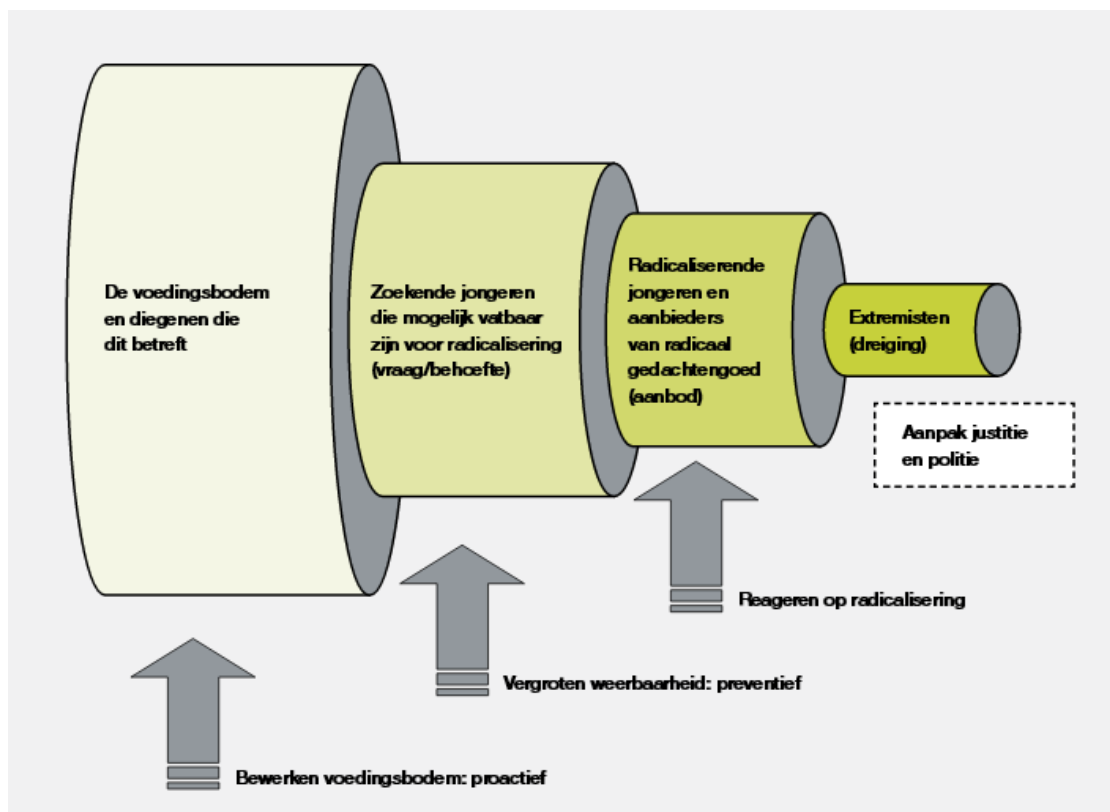 De voedingsbodem
en diegenen die
dit betreft
Zoekende jongeren
die mogelijk vatbaar
zijn voor radicalisering
(vraag/behoefte)
Radicaliserende
jongeren en
aanbieders
van radicaal
gedachtengoed
(aanbod)
Extremisten
(dreiging)
Aanpak justitie
en politie
Reageren op radicalisering
Vergroten weerbaarheid: preventief
Bewerken voedingsbodem: proactief